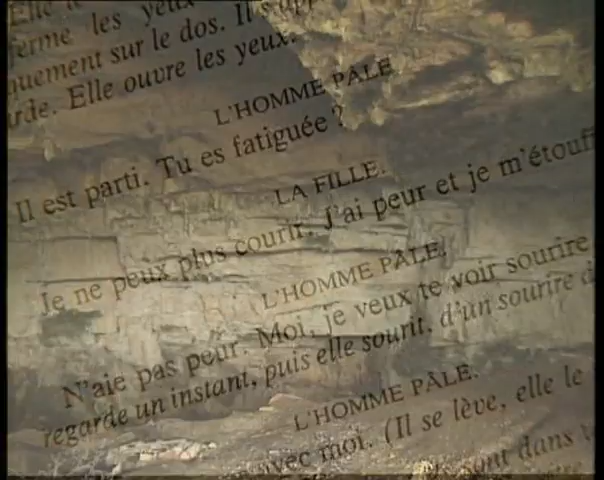 Elle
ferme les yeux
quement sur le dos. Il s'app
rde. Elle ouvre les yeux.
L'HOMME PÂLE
Il est parti. Tu es fatiguée ?
LA FILLE.
Je ne peux plus courir. J'ai peur et je m'étouff
L'HOMME PÂLE.
N'aie pas peur. Moi, je veux te voir sourire
regarde un instant, puis elle sourit, d'un sourire d
L'HOMME PÂLE.
avec moi. (Il se lève, elle le
sont dans